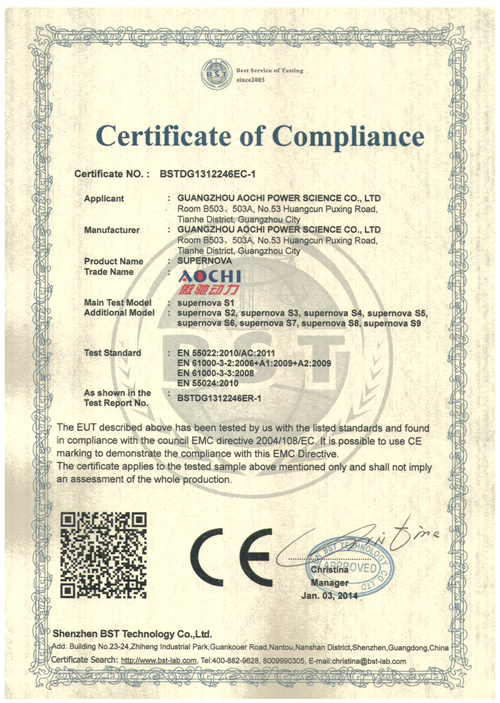 BST
Best Service of Testing
since2003
Certificate of Compliance
Certificate NO. : BSTDG1312246EC-1
Applicant : GUANGZHOU AOCHI POWER SCIENCE CO., LTD
Room B503、503A, No.53 Huangcun Puxing Road,
Tianhe District, Guangzhou City
Manufacturer : GUANGZHOU AOCHI POWER SCIENCE CO., LTD
Room B503、503A, No.53 Huangcun Puxing Road,
Tianhe District, Guangzhou City
Product Name : SUPERNOVA
Trade Name : AOCHI
傲驰动力
Main Test Model : supernova S1
Additional Model : supernova S2, supernova S3, supernova S4, supernova S5,
supernova S6, supernova S7, supernova S8, supernova S9
BST
Test Standard : EN 55022:2010/AC:2011
EN 61000-3-2:2006+A1:2009+A2:2009
EN 61000-3-3:2008
EN 55024:2010
As shown in the
Test Report No. : BSTDG1312246ER-1
The EUT described above has been tested by us with the listed standards and found
in compliance with the council EMC directive 2004/108/EC. It is possible to use CE
marking to demonstrate the compliance with this EMC Directive.
The certificate applies to the tested sample above mentioned only and shall not imply
an assessment of the whole production.
CE
Christina
APPROVED
Christina
Manager
Jan. 03, 2014
Shenzhen BST Technology Co.,Ltd.
Add: Building No.23-24,Zhiheng Industrial Park,Guankouer Road,Nantou,Nanshan District,Shenzhen,Guangdong,China
Certificate Search: http://www.bst-lab.com, Tel:400-882-9628, 8009990305, E-mail:christina@bst-lab.com